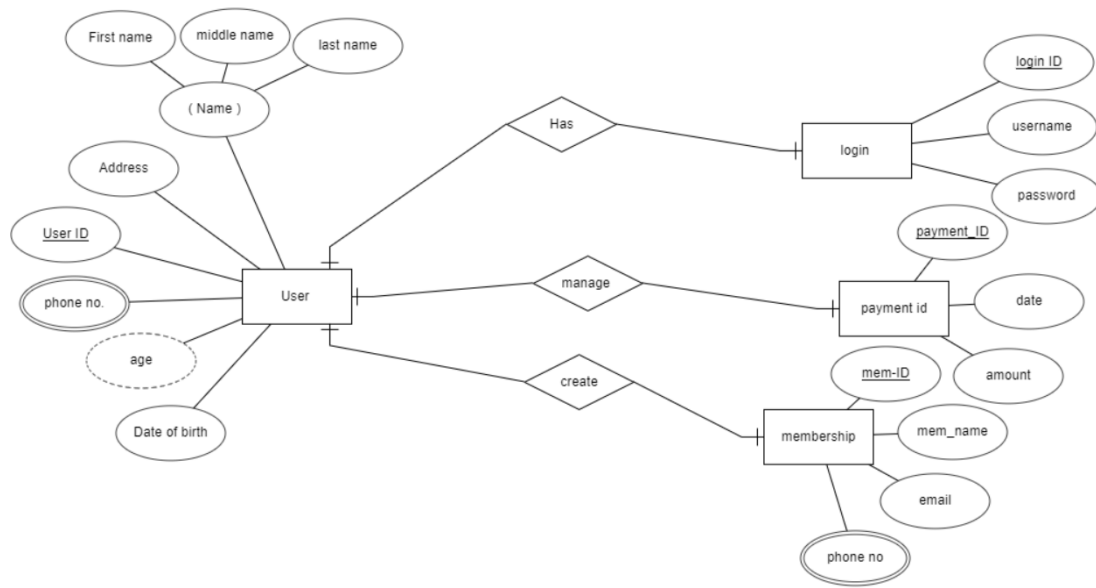 First name
middle name
last name
( Name )
Has
login ID
login
username
password
Address
User ID
payment_ID
phone no.
User
manage
payment id
date
age
create
mem-ID
amount
Date of birth
membership
mem_name
email
phone no